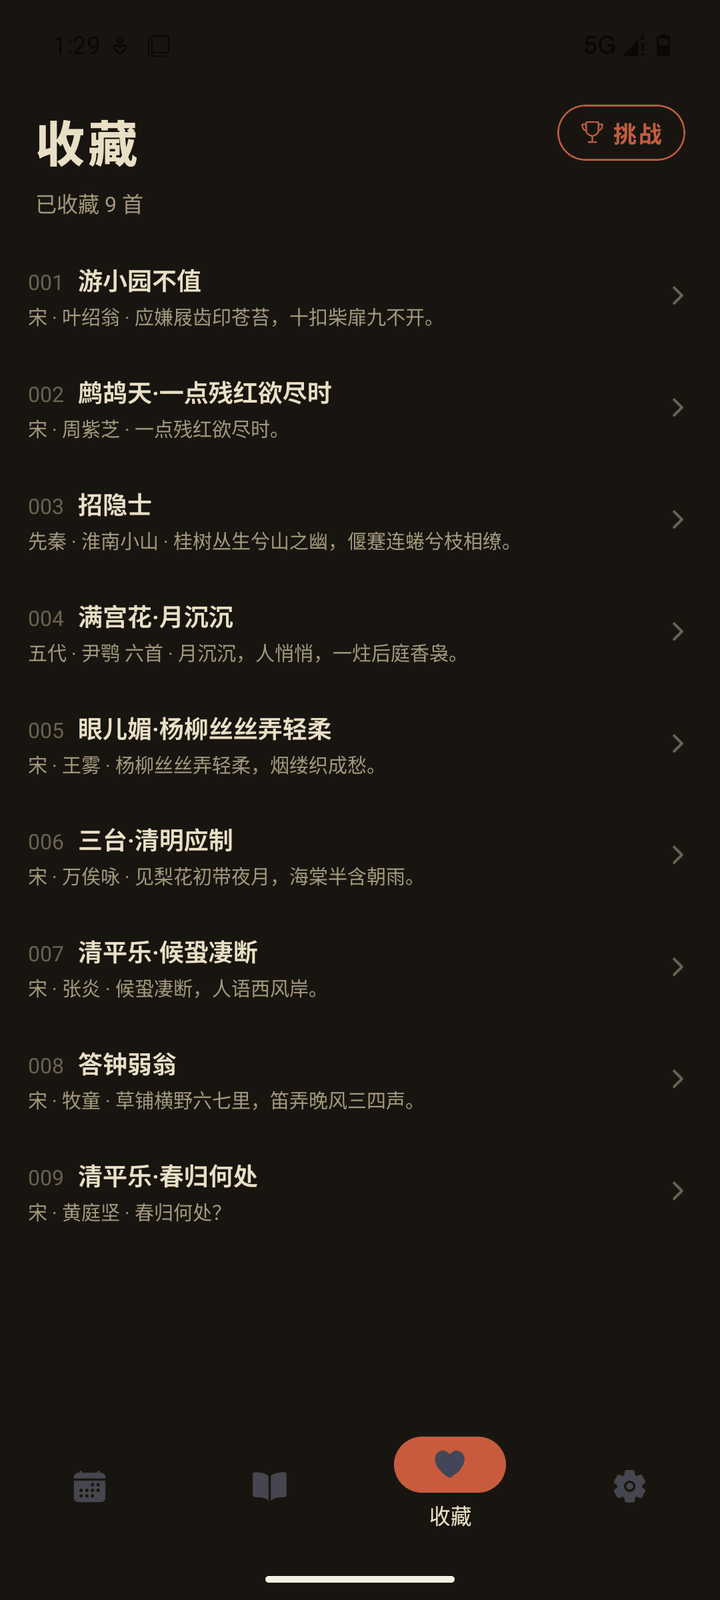 1:29
5G
收藏
挑战
已收藏 9 首
001 游小园不值
宋 · 叶绍翁 · 应嫌屐齿印苍苔，十扣柴扉九不开。
002 鹧鸪天·一点残红欲尽时
宋 · 周紫芝 · 一点残红欲尽时。
003 招隐士
先秦 · 淮南小山 · 桂树丛生兮山之幽，偃蹇连蜷兮枝相缭。
004 满宫花·月沉沉
五代 · 尹鹗 六首 · 月沉沉，人悄悄，一炷后庭香袅。
005 眼儿媚·杨柳丝丝弄轻柔
宋 · 王雱 · 杨柳丝丝弄轻柔，烟缕织成愁。
006 三台·清明应制
宋 · 万俟咏 · 见梨花初带夜月，海棠半含朝雨。
007 清平乐·候蛩凄断
宋 · 张炎 · 候蛩凄断，人语西风岸。
008 答钟弱翁
宋 · 牧童 · 草铺横野六七里，笛弄晚风三四声。
009 清平乐·春归何处
宋 · 黄庭坚 · 春归何处？
收藏